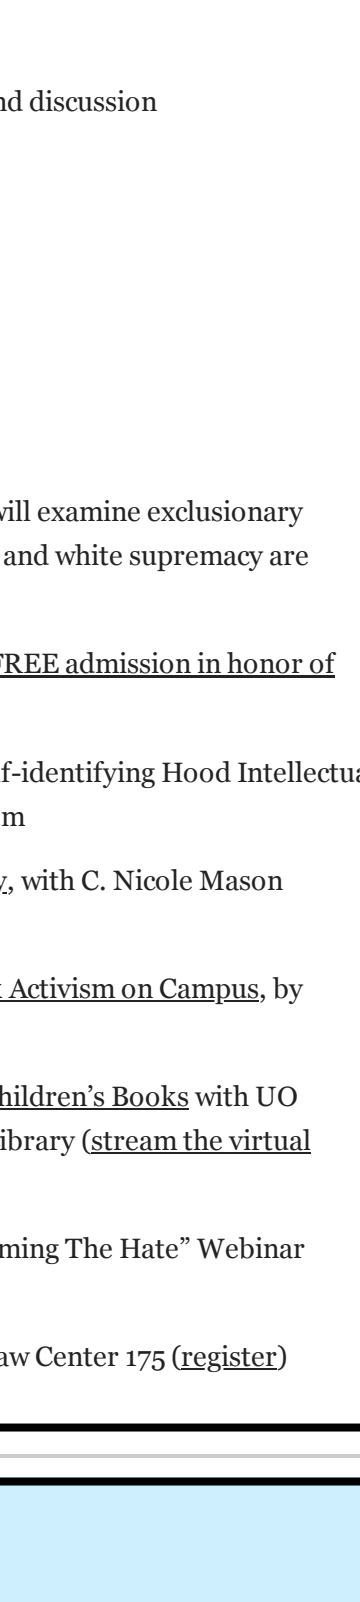 nd discussion
will examine exclusionary
and white supremacy are
FREE admission in honor of
f-identifying Hood Intellectua
m
y, with C. Nicole Mason
Activism on Campus, by
hildren’s Books with UO
ibrary (stream the virtual
ming The Hate” Webinar
aw Center 175 (register)